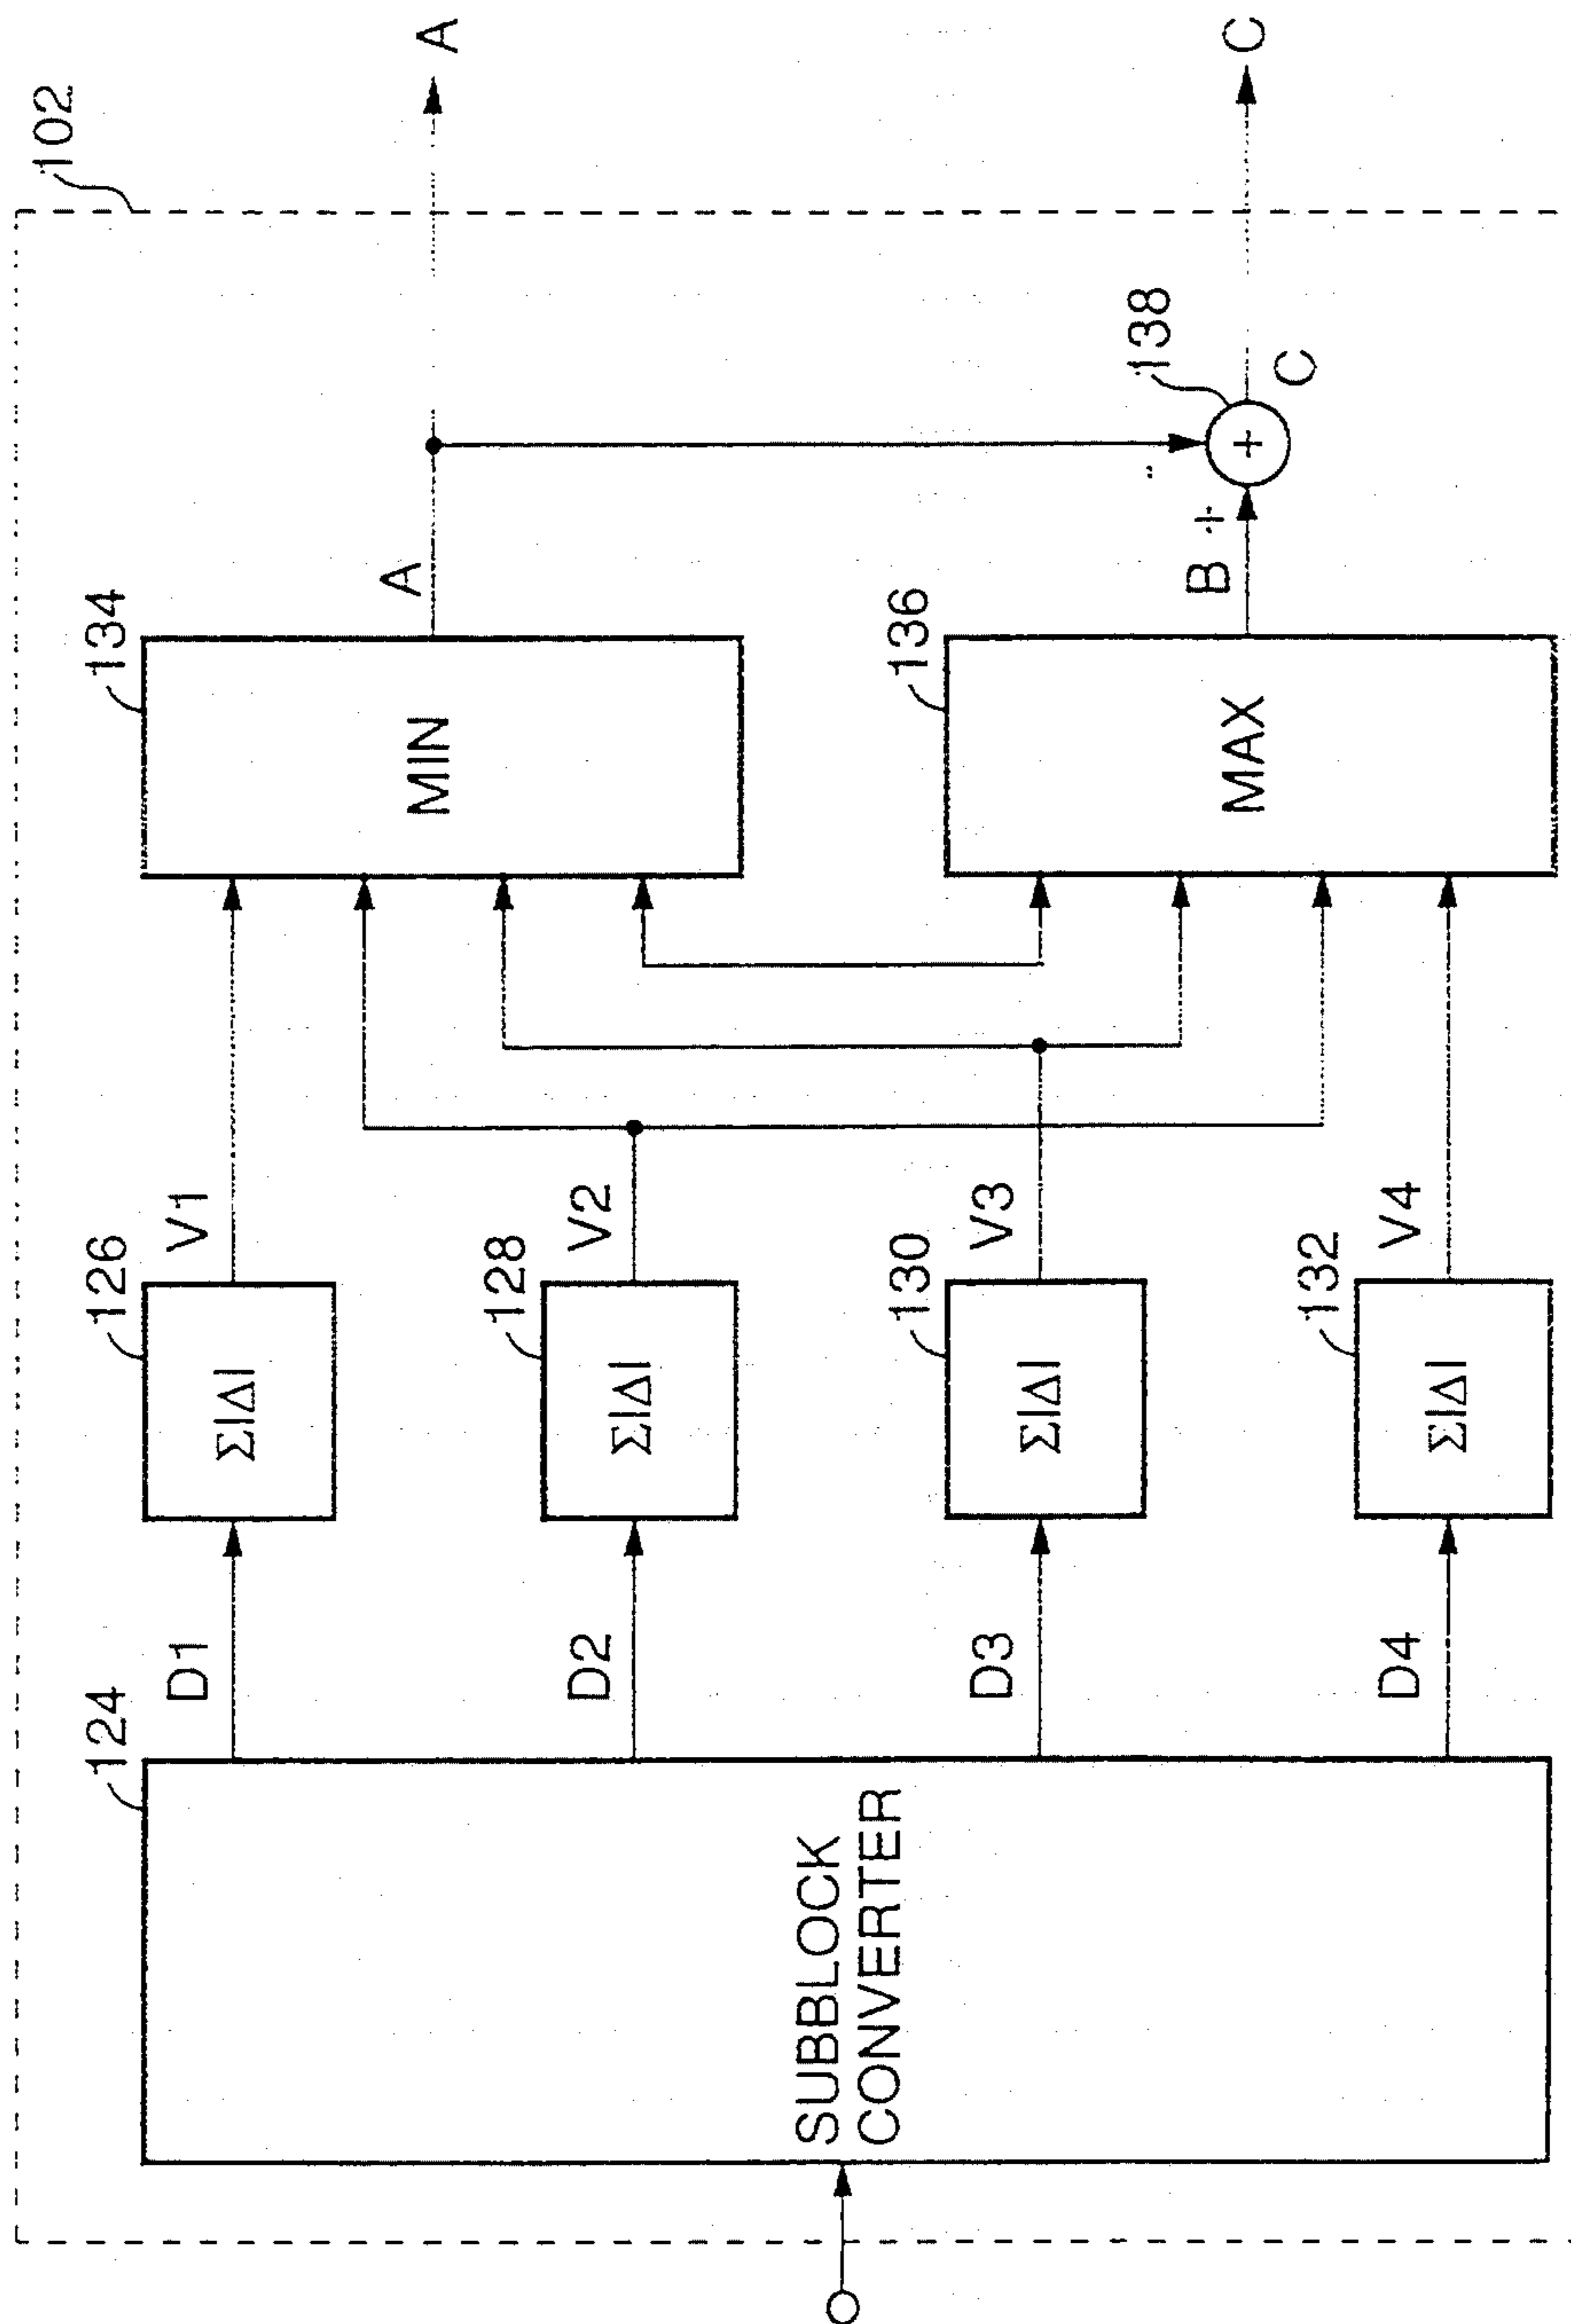 102
124
SUBBLOCK
CONVERTER
D1
D2
D3
D4
126
Σ|Δ|
128
Σ|Δ|
130
Σ|Δ|
132
Σ|Δ|
V1
V2
V3
V4
134
MIN
136
MAX
A
B
+
-
138
+
C
A
C